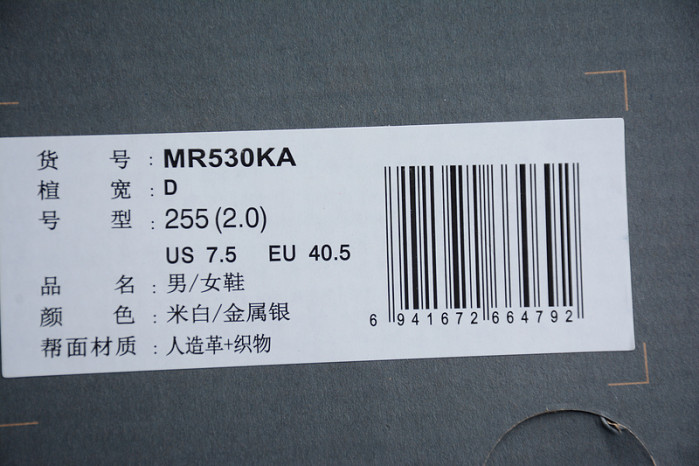 货 号 : MR530KA
楦 宽 : D
号 型 : 255 (2.0)
US 7.5 EU 40.5
品 名 : 男/女鞋
颜 色 : 米白/金属银
帮面材质 : 人造革+织物
6 941672 664792